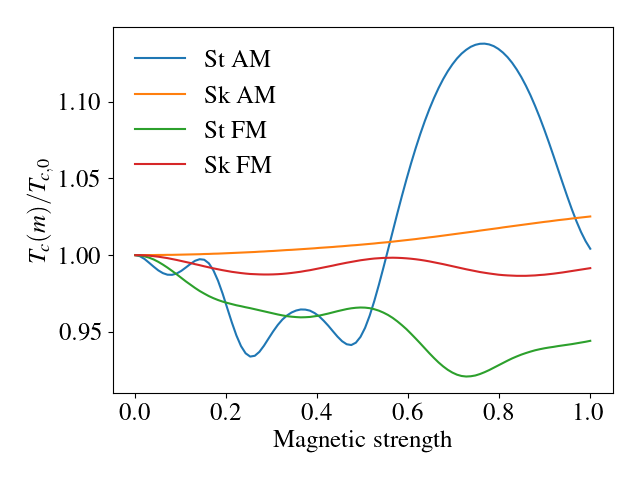 St AM
Sk AM
St FM
Sk FM
1.10
1.05
1.00
0.95
T_c(m)/T_{c,0}
0.0 0.2 0.4 0.6 0.8 1.0
Magnetic strength